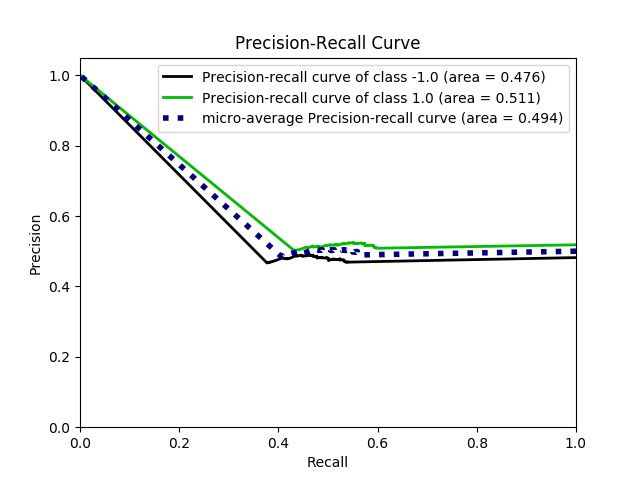 Precision-Recall Curve
Precision-recall curve of class -1.0 (area = 0.476)
Precision-recall curve of class 1.0 (area = 0.511)
micro-average Precision-recall curve (area = 0.494)
1.0
0.8
0.6
0.4
0.2
0.0
Precision
0.0 0.2 0.4 0.6 0.8 1.0
Recall